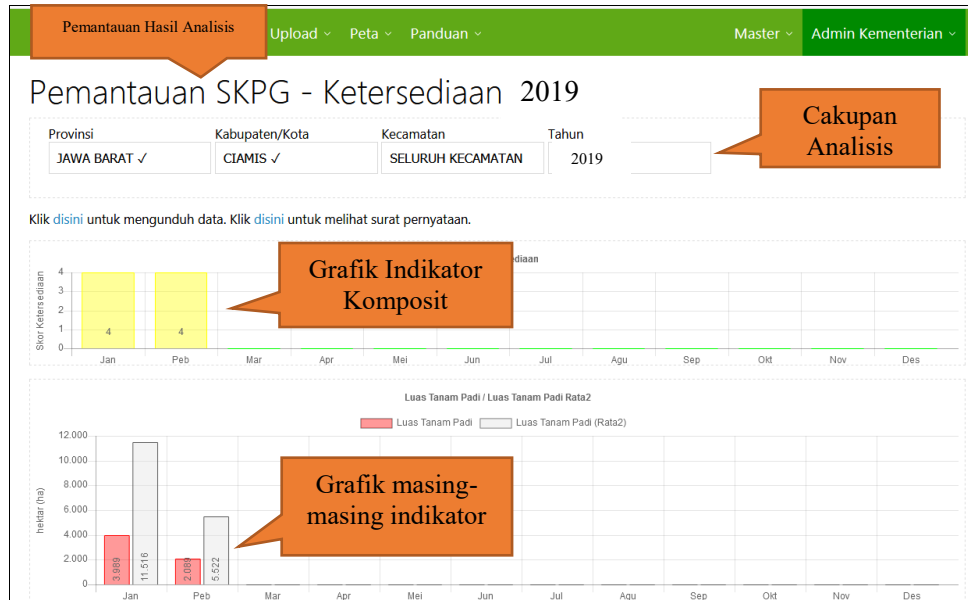 Pemantauan Hasil Analisis
Upload Peta Panduan Master Admin Kementerian
Pemantauan SKPG - Ketersediaan 2019
Provinsi Kabupaten/Kota Kecamatan Tahun
JAWA BARAT ✓ CIAMIS ✓ SELURUH KECAMATAN 2019
Cakupan
Analisis
Klik disini untuk mengunduh data. Klik disini untuk melihat surat pernyataan.
Grafik Indikator
Komposit
Skor Ketersediaan
4
3
2
1
0
4 4
Jan Peb Mar Apr Mei Jun Jul Agu Sep Okt Nov Des
Luas Tanam Padi / Luas Tanam Padi Rata2
Luas Tanam Padi Luas Tanam Padi (Rata2)
hektar (ha)
12.000
10.000
8.000
6.000
4.000
2.000
0
Grafik masing-
masing indikator
3.989 11.516 2.089 5.522
Jan Peb Mar Apr Mei Jun Jul Agu Sep Okt Nov Des